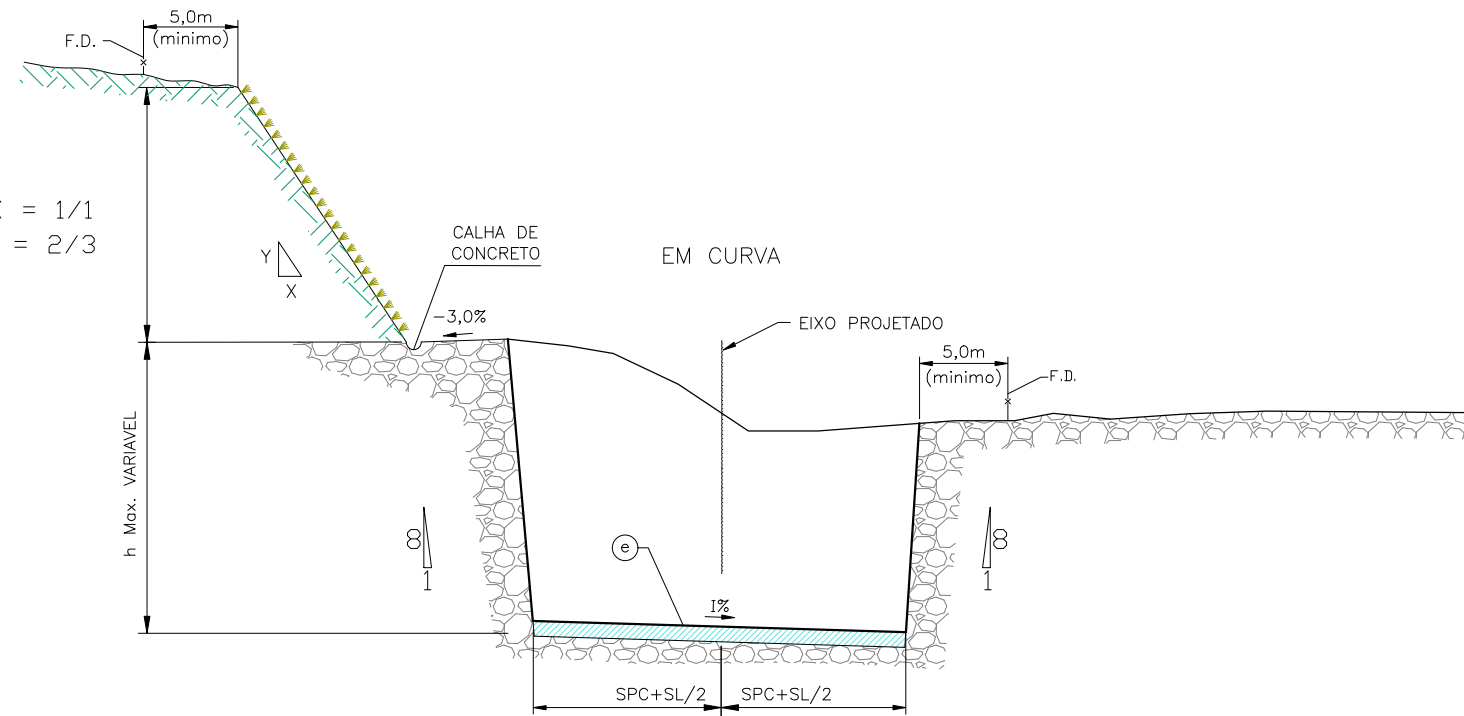 5,0m
F.D.
(minimo)
= 1/1
= 2/3
CALHA DE
CONCRETO
EM CURVA
Y
X
-3,0%
EIXO PROJETADO
5,0m
(minimo)
F.D.
h Max. VARIAVEL
8
1
e
8
1
I%
SPC+SL/2
SPC+SL/2